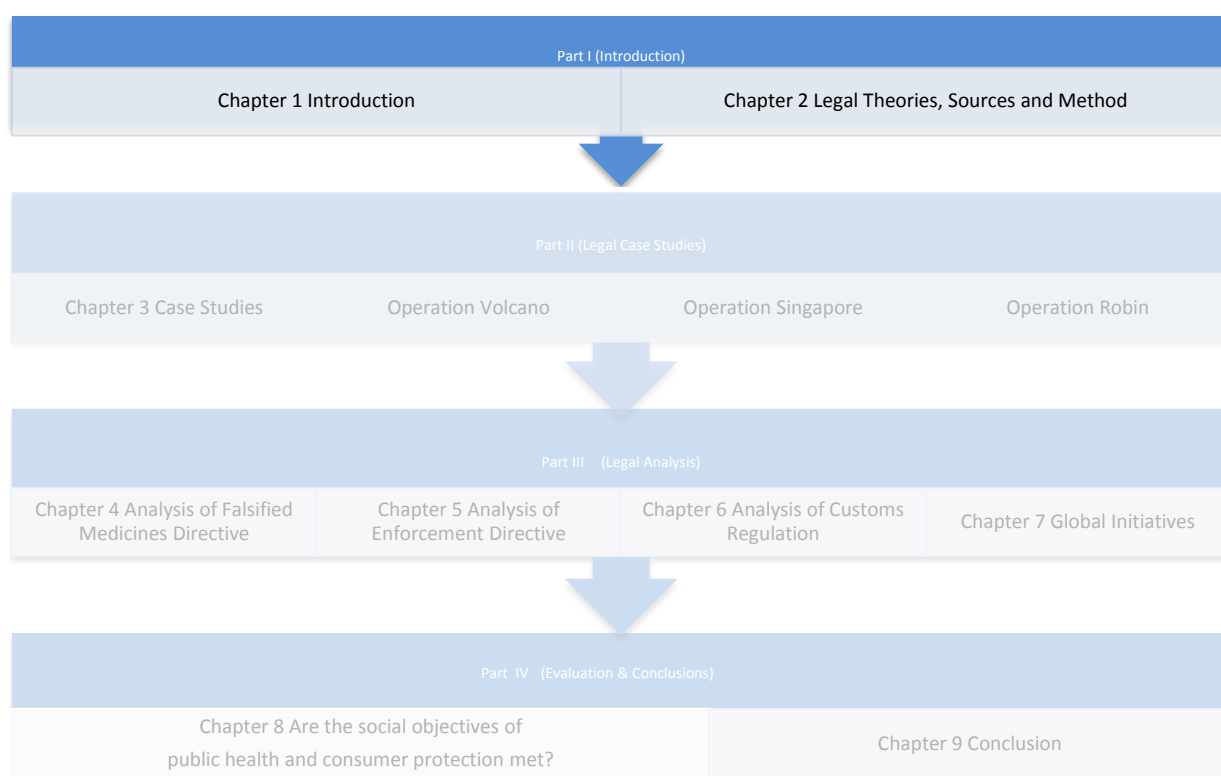 Part I (Introduction)
Chapter 1 Introduction
Chapter 2 Legal Theories, Sources and Method
Part II (Legal Case Studies)
Chapter 3 Case Studies
Operation Volcano
Operation Singapore
Operation Robin
Part III (Legal Analysis)
Chapter 4 Analysis of Falsified
Medicines Directive
Chapter 5 Analysis of
Enforcement Directive
Chapter 6 Analysis of Customs
Regulation
Chapter 7 Global Initiatives
Part IV (Evaluation & Conclusions)
Chapter 8 Are the social objectives of
public health and consumer protection met?
Chapter 9 Conclusion